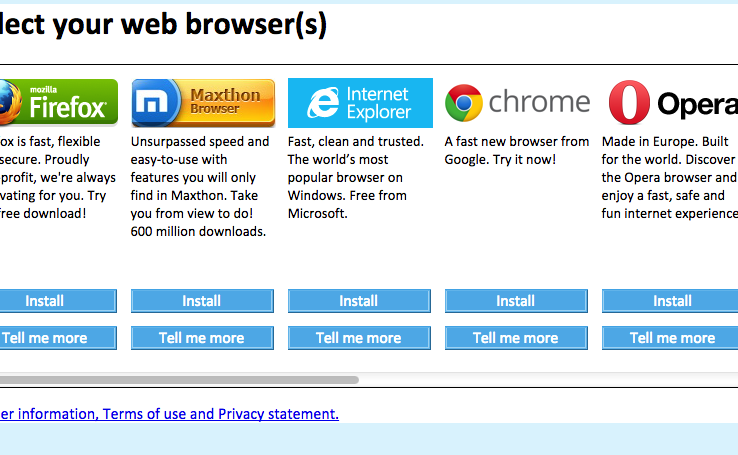 lect your web browser(s)
mozilla
Firefox
ox is fast, flexible
secure. Proudly
profit, we're always
vating for you. Try
free download!
Install
Tell me more
Maxthon
Browser
Unsurpassed speed and
easy-to-use with
features you will only
find in Maxthon. Take
you from view to do!
600 million downloads.
Install
Tell me more
Internet
Explorer
Fast, clean and trusted.
The world's most
popular browser on
Windows. Free from
Microsoft.
Install
Tell me more
chrome
A fast new browser from
Google. Try it now!
Install
Tell me more
Opera
Made in Europe. Built
for the world. Discover
the Opera browser and
enjoy a fast, safe and
fun internet experience
Install
Tell me more
er information, Terms of use and Privacy statement.